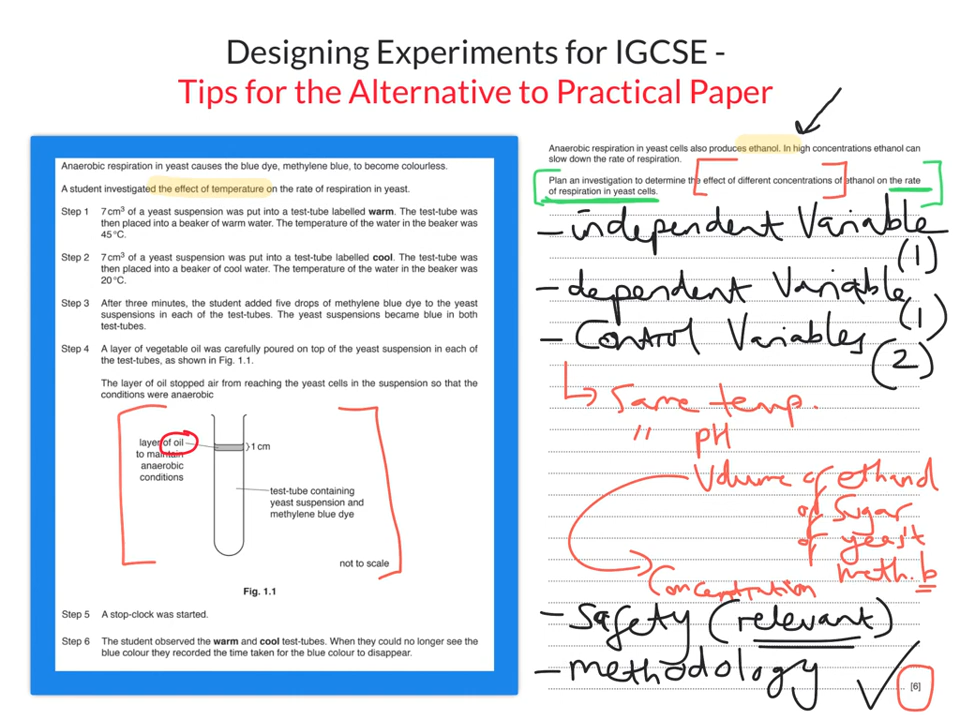 Designing Experiments for IGCSE -
Tips for the Alternative to Practical Paper
Anaerobic respiration in yeast causes the blue dye, methylene blue, to become colourless.
A student investigated the effect of temperature on the rate of respiration in yeast.
Step 1 7 cm³ of a yeast suspension was put into a test-tube labelled warm. The test-tube was
then placed into a beaker of warm water. The temperature of the water in the beaker was
45 °C.
Step 2 7 cm³ of a yeast suspension was put into a test-tube labelled cool. The test-tube was
then placed into a beaker of cool water. The temperature of the water in the beaker was
20 °C.
Step 3 After three minutes, the student added five drops of methylene blue dye to the yeast
suspensions in each of the test-tubes. The yeast suspensions became blue in both
test-tubes.
Step 4 A layer of vegetable oil was carefully poured on top of the yeast suspension in each of
the test-tubes, as shown in Fig. 1.1.
The layer of oil stopped air from reaching the yeast cells in the suspension so that the
conditions were anaerobic
layer of oil
to maintain
anaerobic
conditions
1 cm
test-tube containing
yeast suspension and
methylene blue dye
not to scale
Fig. 1.1
Step 5 A stop-clock was started.
Step 6 The student observed the warm and cool test-tubes. When they could no longer see the
blue colour they recorded the time taken for the blue colour to disappear.
Anaerobic respiration in yeast cells also produces ethanol. In high concentrations ethanol can
slow down the rate of respiration.
Plan an investigation to determine the effect of different concentrations of ethanol on the rate
of respiration in yeast cells.
- independent Variable
(1)
- dependent Variable
(1)
- Control Variables
(2)
Same temp.
" pH
Volume of ethanol
of Sugar
of yeast
meth. b
Concentration
- Safety (relevant)
- methodology
[6]